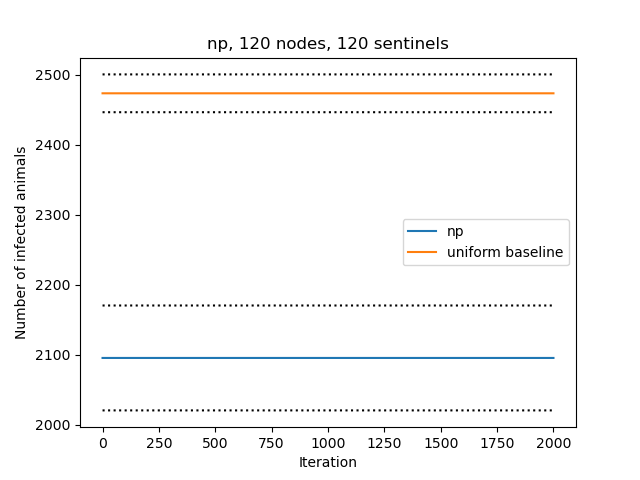 np, 120 nodes, 120 sentinels
2500
2400
2300
2200
2100
2000
Number of infected animals
np
uniform baseline
0 250 500 750 1000 1250 1500 1750 2000
Iteration